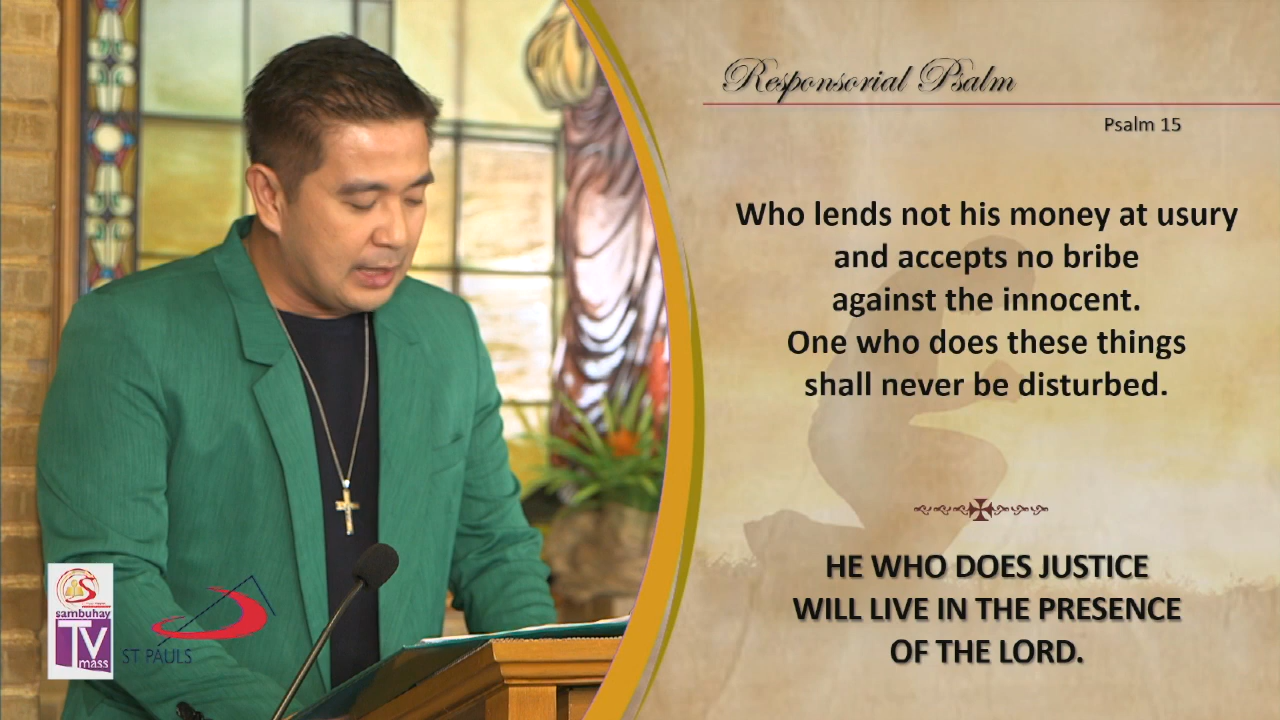 Responsorial Psalm
Psalm 15
Who lends not his money at usury
and accepts no bribe
against the innocent.
One who does these things
shall never be disturbed.
HE WHO DOES JUSTICE
WILL LIVE IN THE PRESENCE
OF THE LORD.
sambuhay
TV
mass
ST PAULS